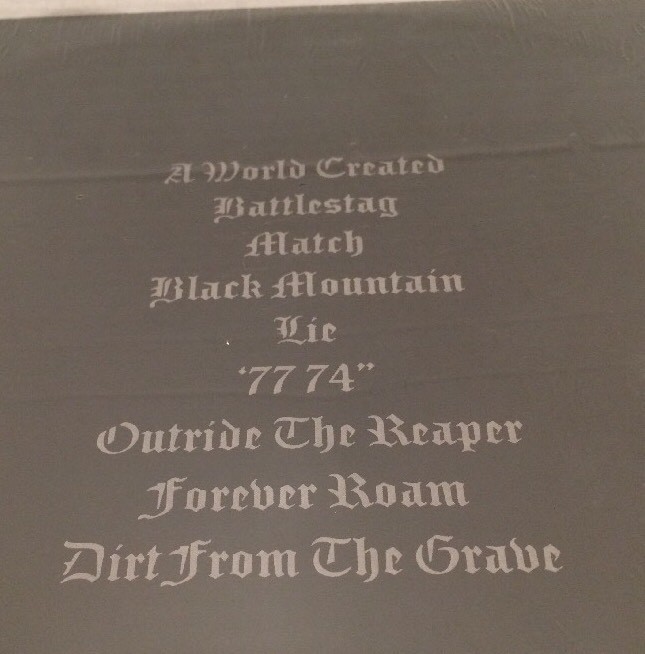 A World Created
Battlestag
Match
Black Mountain
Lie
‘77 74”
Outride The Reaper
Forever Roam
Dirt From The Grave